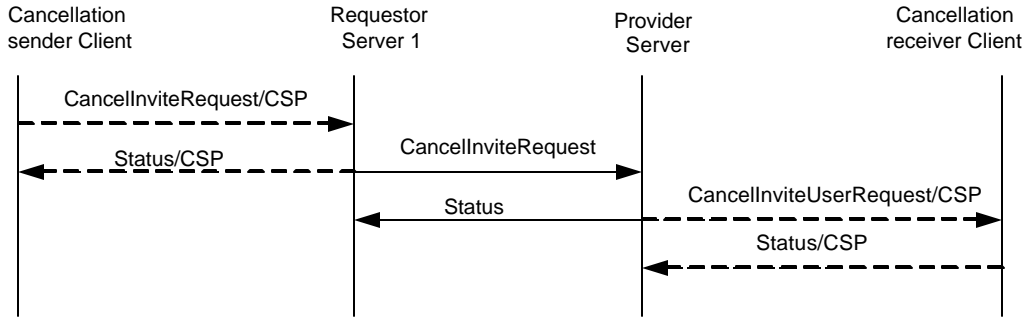 Cancellation
sender Client
Requestor
Server 1
Provider
Server
Cancellation
receiver Client
CancelInviteRequest/CSP
Status/CSP
CancelInviteRequest
Status
CancelInviteUserRequest/CSP
Status/CSP